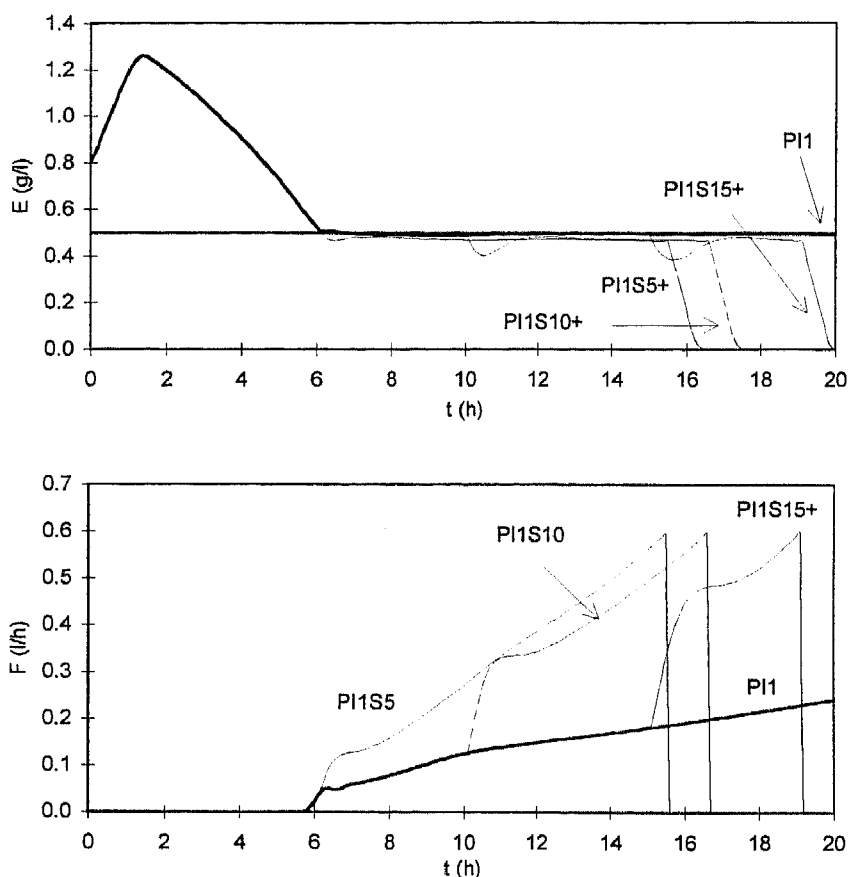 1.4
1.2
1.0
0.8
0.6
0.4
0.2
0.0
E (g/l)
PI1
PI1S15+
PI1S5+
PI1S10+
0 2 4 6 8 10 12 14 16 18 20
t (h)
0.7
0.6
0.5
0.4
0.3
0.2
0.1
0.0
F (l/h)
PI1S15+
PI1S10
PI1S5
PI1
0 2 4 6 8 10 12 14 16 18 20
t (h)